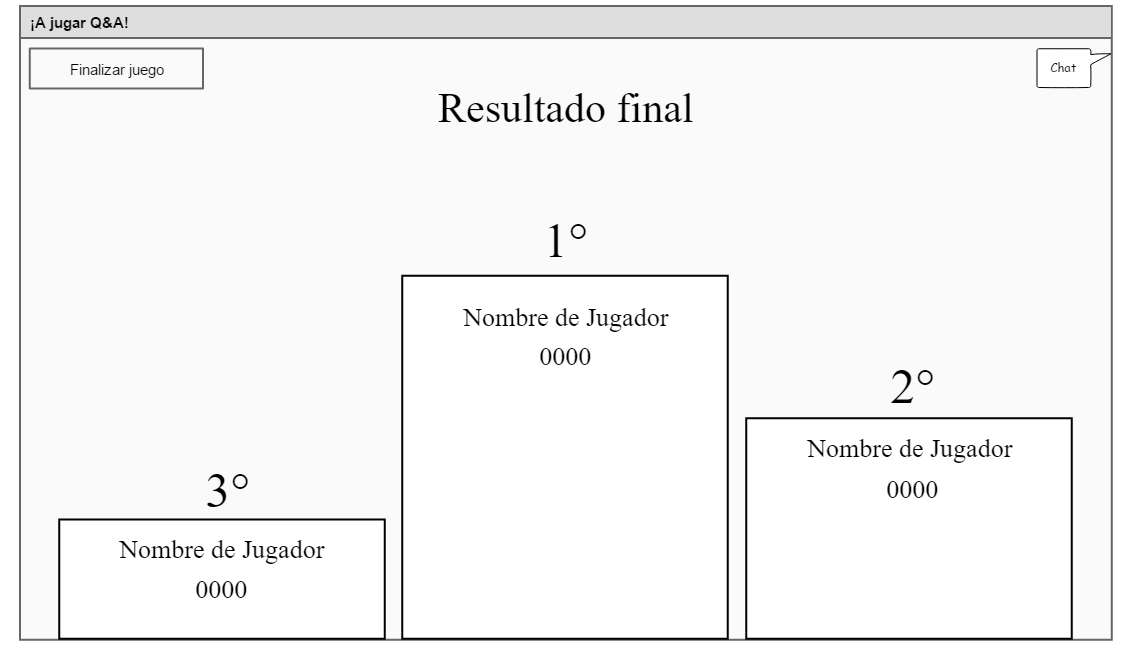 ¡A jugar Q&A!
Finalizar juego
Chat
Resultado final
1°
Nombre de Jugador
0000
2°
Nombre de Jugador
0000
3°
Nombre de Jugador
0000